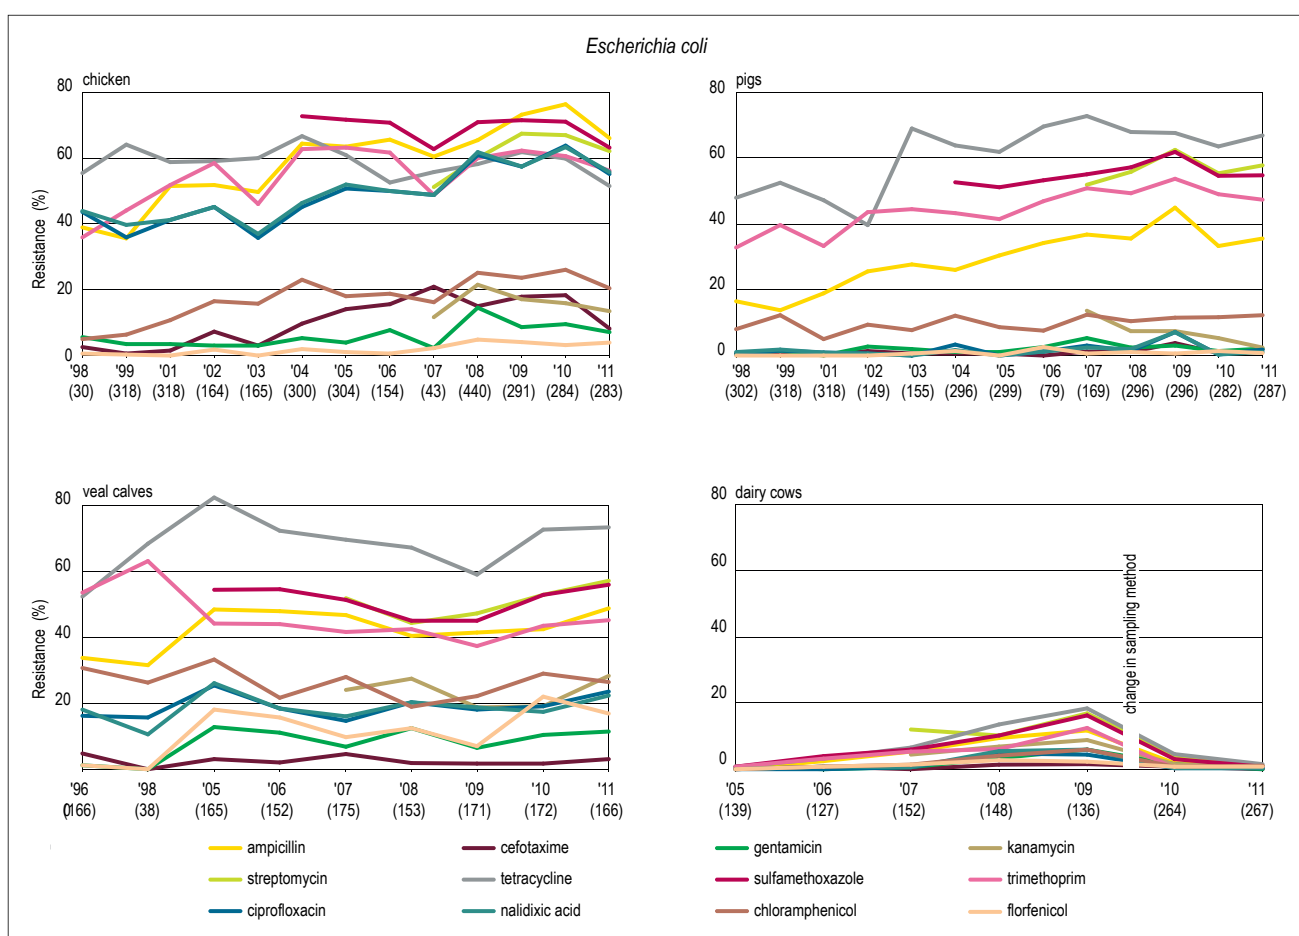 Escherichia coli
chicken
80
60
40
20
0
Resistance (%)
'98 '99 '01 '02 '03 '04 '05 '06 '07 '08 '09 '10 '11
(30) (318) (318) (164) (165) (300) (304) (154) (43) (440) (291) (284) (283)
pigs
80
60
40
20
0
'98 '99 '01 '02 '03 '04 '05 '06 '07 '08 '09 '10 '11
(302) (318) (318) (149) (155) (296) (299) (79) (169) (296) (296) (282) (287)
veal calves
80
60
40
20
0
Resistance (%)
'96 '98 '05 '06 '07 '08 '09 '10 '11
(166) (38) (165) (152) (175) (153) (171) (172) (166)
dairy cows
80
60
40
20
0
change in sampling method
'05 '06 '07 '08 '09 '10 '11
(139) (127) (152) (148) (136) (264) (267)
ampicillin cefotaxime gentamicin kanamycin
streptomycin tetracycline sulfamethoxazole trimethoprim
ciprofloxacin nalidixic acid chloramphenicol florfenicol